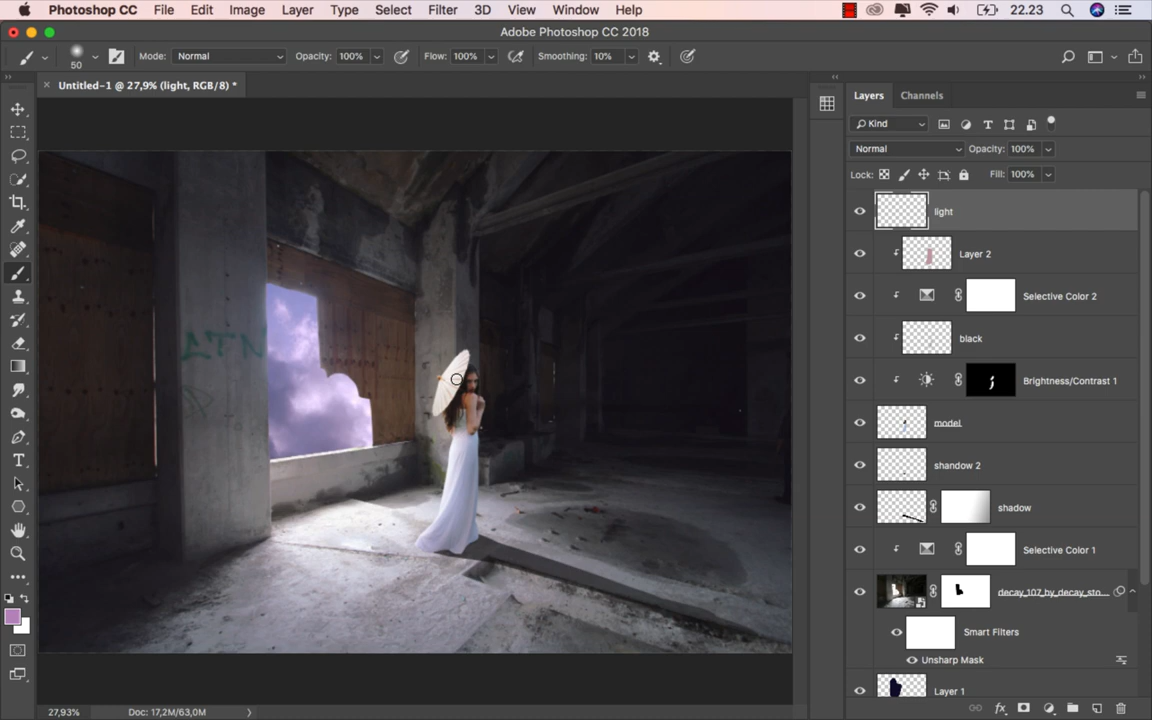 Photoshop CC File Edit Image Layer Type Select Filter 3D View Window Help 22.23
Adobe Photoshop CC 2018
50 Mode: Normal Opacity: 100% Flow: 100% Smoothing: 10%
Untitled-1 @ 27,9% (light, RGB/8) *
Layers Channels
Kind
Normal Opacity: 100%
Lock: Fill: 100%
light
Layer 2
Selective Color 2
black
Brightness/Contrast 1
model
shandow 2
shadow
Selective Color 1
decay_107_by_decay_sto...
Smart Filters
Unsharp Mask
Layer 1
LTN
27,93% Doc: 17,2M/63,0M